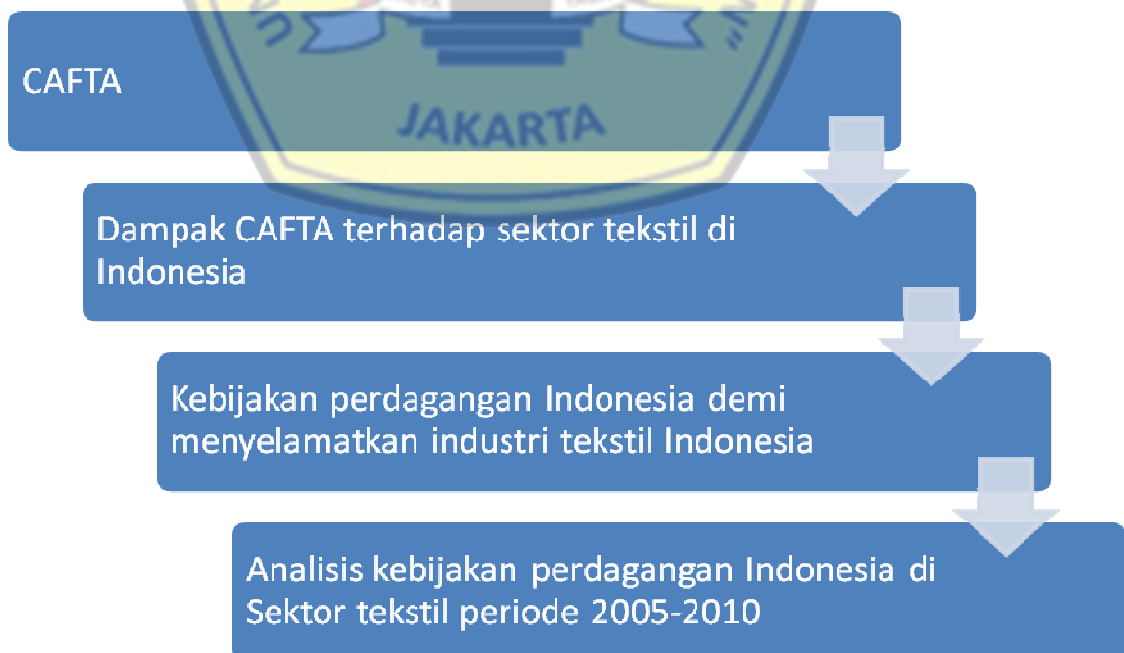 CAFTA
JAKARTA
Dampak CAFTA terhadap sektor tekstil di
Indonesia
Kebijakan perdagangan Indonesia demi
menyelamatkan industri tekstil Indonesia
Analisis kebijakan perdagangan Indonesia di
Sektor tekstil periode 2005-2010